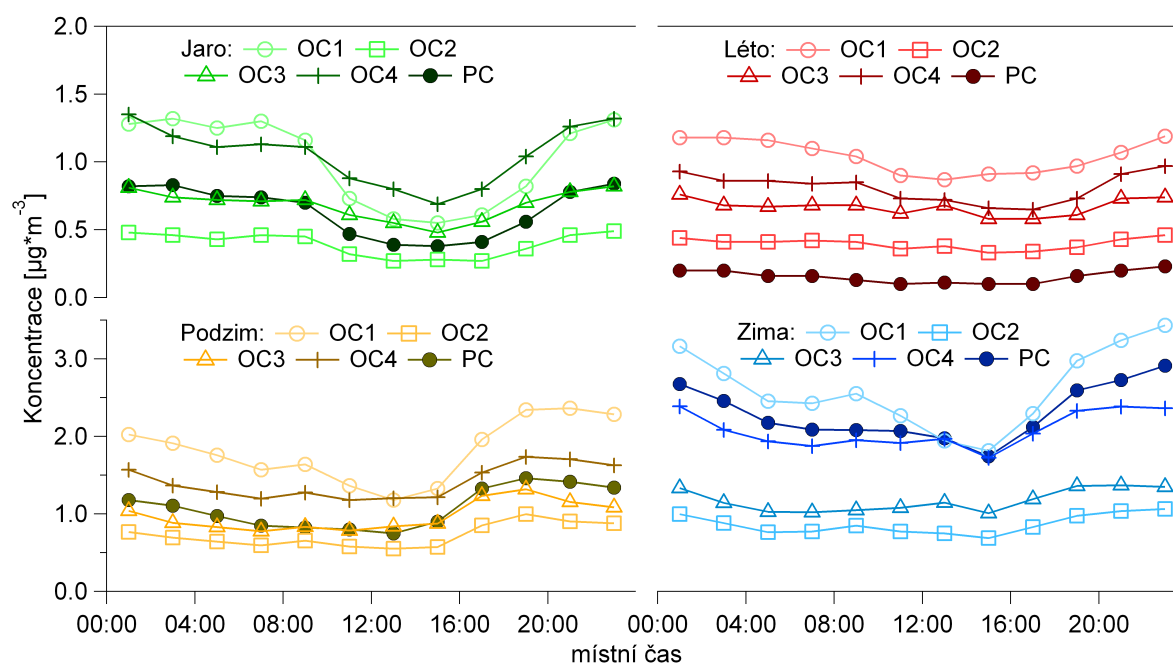 2.0
Jaro: OC1 OC2
OC3 OC4 PC
Léto: OC1 OC2
OC3 OC4 PC
1.5
1.0
0.5
0.0
Koncentrace [µg*m-3]
Podzim: OC1 OC2
OC3 OC4 PC
Zima: OC1 OC2
OC3 OC4 PC
3.0
2.0
1.0
0.0
00:00 04:00 08:00 12:00 16:00 20:00 00:00 04:00 08:00 12:00 16:00 20:00
místní čas